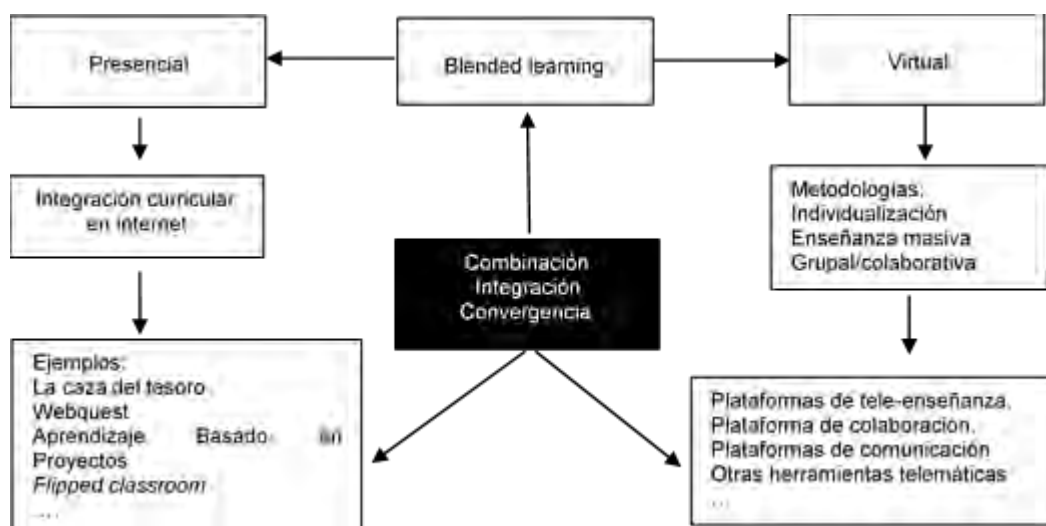 Presencial
Blended learning
Virtual
Integración curricular
en internet
Metodologías:
Individualización
Enseñanza masiva
Grupal/colaborativa
Combinación
Integración
Convergencia
Ejemplos:
La caza del tesoro
Webquest
Aprendizaje Basado en
Proyectos
Flipped classroom
....
Plataformas de tele-enseñanza.
Plataforma de colaboración.
Plataformas de comunicación
Otras herramientas telemáticas
...